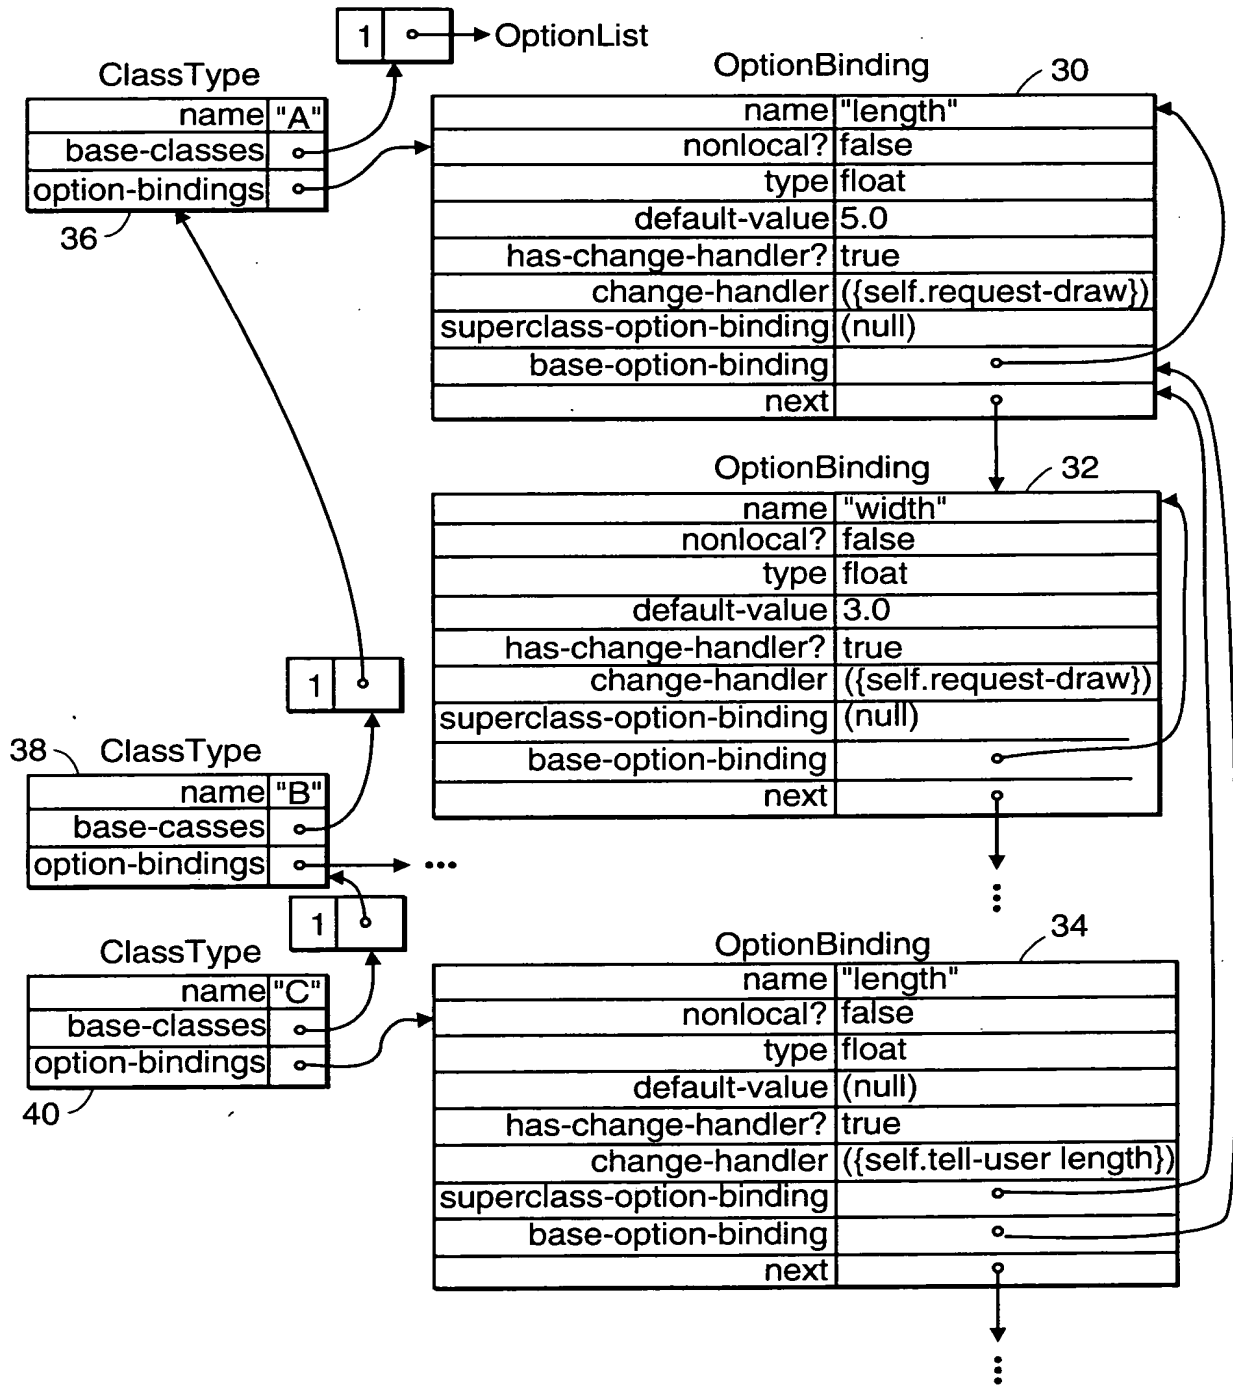 1 OptionList
ClassType
name "A"
base-classes
option-bindings
36
OptionBinding
30
name "length"
nonlocal? false
type float
default-value 5.0
has-change-handler? true
change-handler ({self.request-draw})
superclass-option-binding (null)
base-option-binding
next
OptionBinding
32
name "width"
nonlocal? false
type float
default-value 3.0
has-change-handler? true
change-handler ({self.request-draw})
superclass-option-binding (null)
base-option-binding
next
...
1
38
ClassType
name "B"
base-casses
option-bindings ...
1
ClassType
name "C"
base-classes
option-bindings
40
OptionBinding
34
name "length"
nonlocal? false
type float
default-value (null)
has-change-handler? true
change-handler ({self.tell-user length})
superclass-option-binding
base-option-binding
next
...